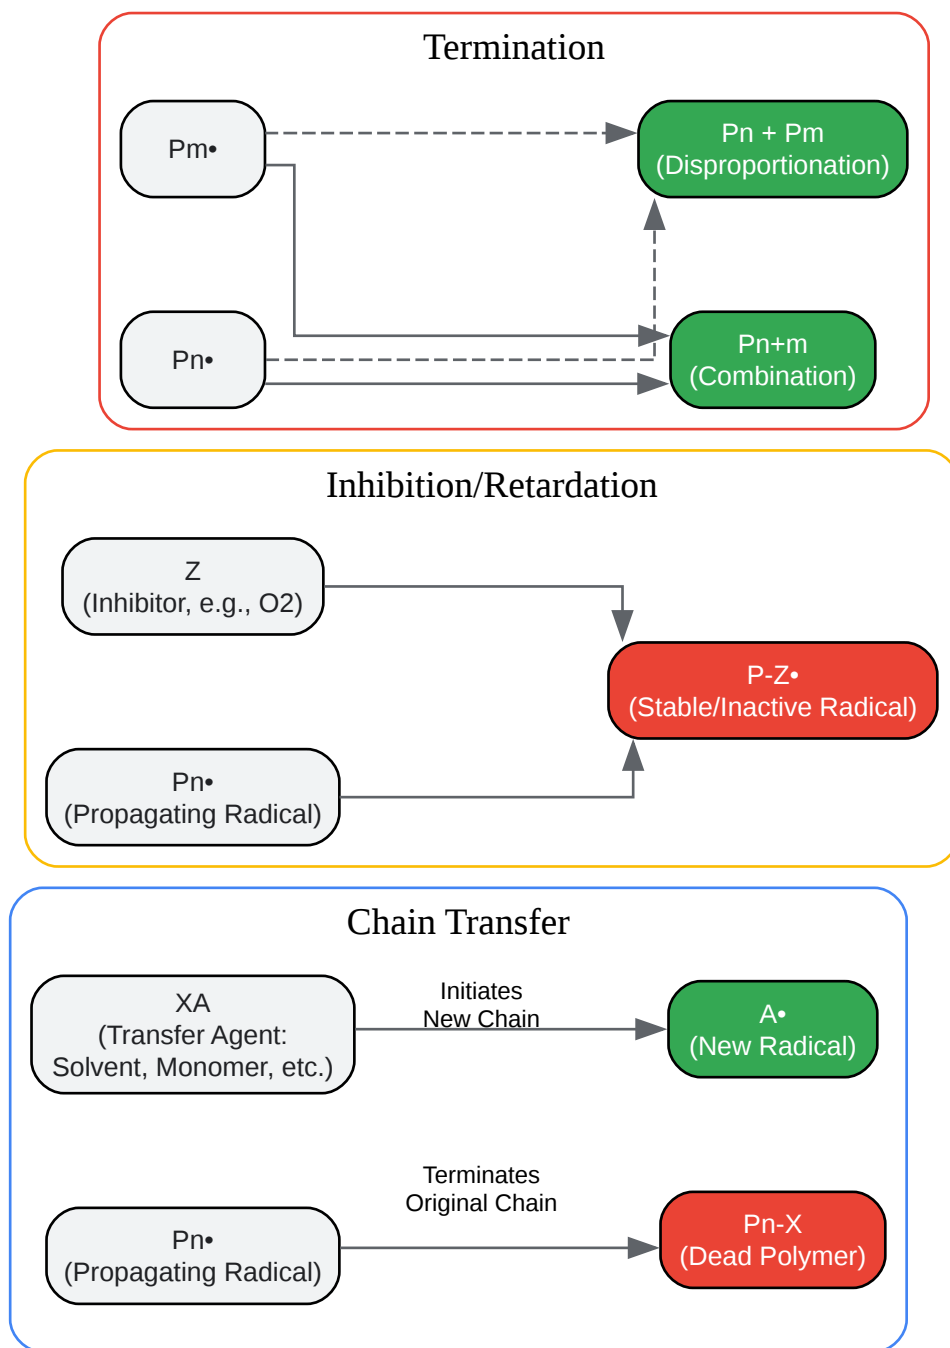 Termination
Pm•
Pn + Pm
(Disproportionation)
Pn•
Pn+m
(Combination)
Inhibition/Retardation
Z
(Inhibitor, e.g., O2)
P-Z•
(Stable/Inactive Radical)
Pn•
(Propagating Radical)
Chain Transfer
XA
(Transfer Agent:
Solvent, Monomer, etc.)
Initiates
New Chain
A•
(New Radical)
Terminates
Original Chain
Pn•
(Propagating Radical)
Pn-X
(Dead Polymer)